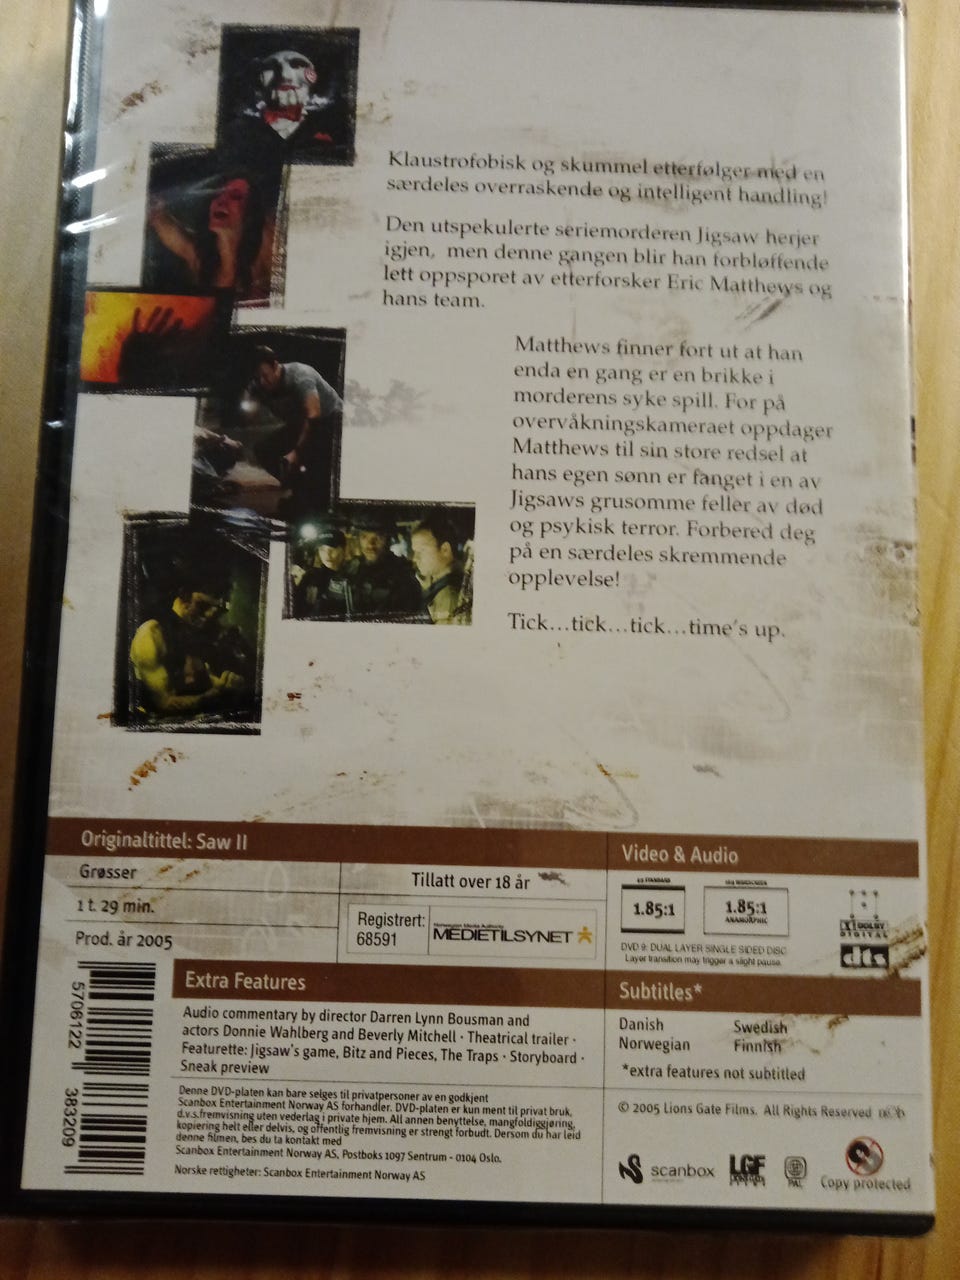 Klaustrofobisk og skummel etterfølger med en
særdeles overraskende og intelligent handling!
Den utspekulerte seriemorderen Jigsaw herjer
igjen, men denne gangen blir han forbløffende
lett oppsporet av etterforsker Eric Matthews og
hans team.
Matthews finner fort ut at han
enda en gang er en brikke i
morderens syke spill. For på
overvåkningskameraet oppdager
Matthews til sin store redsel at
hans egen sønn er fanget i en av
Jigsaws grusomme feller av død
og psykisk terror. Forbered deg
på en særdeles skremmende
opplevelse!
Tick...tick...tick...time's up.
Originaltittel: Saw II
Grøsser
1 t. 29 min.
Prod. år 2005
Tillatt over 18 år
Registrert:
68591
Norwegian Media Authority
MEDIETILSYNET
Video & Audio
4:3 STANDARD
1.85:1
16:9 WIDESCREEN
1.85:1
ANAMORPHIC
DOLBY
DIGITAL
dts
DVD 9: DUAL LAYER SINGLE SIDED DISC
Layer transition may trigger a slight pause.
Extra Features
Audio commentary by director Darren Lynn Bousman and
actors Donnie Wahlberg and Beverly Mitchell · Theatrical trailer ·
Featurette: Jigsaw's game, Bitz and Pieces, The Traps · Storyboard ·
Sneak preview
Subtitles*
Danish Swedish
Norwegian Finnish
*extra features not subtitled
Denne DVD-platen kan bare selges til privatpersoner av en godkjent
Scanbox Entertainment Norway AS forhandler. DVD-platen er kun ment til privat bruk,
d.v.s.fremvisning uten vederlag i private hjem. All annen benyttelse, mangfoldiggjøring,
kopiering helt eller delvis, og offentlig fremvisning er strengt forbudt. Dersom du har leid
denne filmen, bes du ta kontakt med
Scanbox Entertainment Norway AS, Postboks 1097 Sentrum - 0104 Oslo.
Norske rettigheter: Scanbox Entertainment Norway AS
© 2005 Lions Gate Films. All Rights Reserved
scanbox
LGF
PAL
Copy protected
5706122 383209